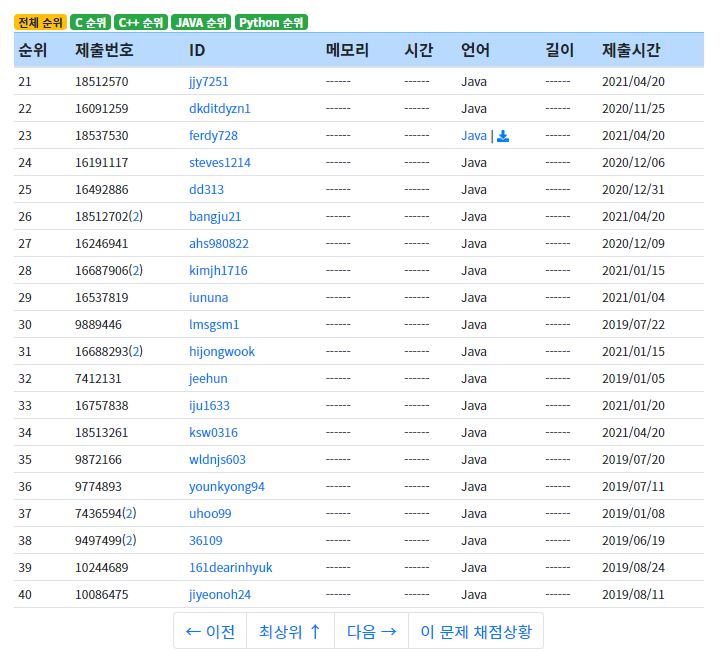 전체 순위 C 순위 C++ 순위 JAVA 순위 Python 순위
순위 제출번호 ID 메모리 시간 언어 길이 제출시간
21 18512570 jjy7251 ------ ------ Java ------ 2021/04/20
22 16091259 dkditdyzn1 ------ ------ Java ------ 2020/11/25
23 18537530 ferdy728 ------ ------ Java | ------ 2021/04/20
24 16191117 steves1214 ------ ------ Java ------ 2020/12/06
25 16492886 dd313 ------ ------ Java ------ 2020/12/31
26 18512702(2) bangju21 ------ ------ Java ------ 2021/04/20
27 16246941 ahs980822 ------ ------ Java ------ 2020/12/09
28 16687906(2) kimjh1716 ------ ------ Java ------ 2021/01/15
29 16537819 iununa ------ ------ Java ------ 2021/01/04
30 9889446 lmsgsm1 ------ ------ Java ------ 2019/07/22
31 16688293(2) hijongwook ------ ------ Java ------ 2021/01/15
32 7412131 jeehun ------ ------ Java ------ 2019/01/05
33 16757838 iju1633 ------ ------ Java ------ 2021/01/20
34 18513261 ksw0316 ------ ------ Java ------ 2021/04/20
35 9872166 wldnjs603 ------ ------ Java ------ 2019/07/20
36 9774893 younkyong94 ------ ------ Java ------ 2019/07/11
37 7436594(2) uhoo99 ------ ------ Java ------ 2019/01/08
38 9497499(2) 36109 ------ ------ Java ------ 2019/06/19
39 10244689 161dearinhyuk ------ ------ Java ------ 2019/08/24
40 10086475 jiyeonoh24 ------ ------ Java ------ 2019/08/11
← 이전 최상위 ↑ 다음 → 이 문제 채점상황